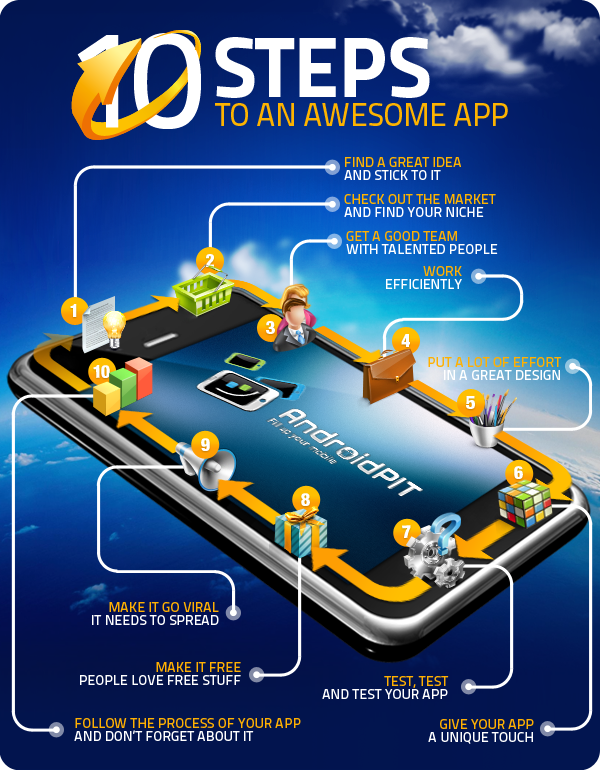 10 STEPS
TO AN AWESOME APP
FIND A GREAT IDEA
AND STICK TO IT
CHECK OUT THE MARKET
AND FIND YOUR NICHE
GET A GOOD TEAM
WITH TALENTED PEOPLE
WORK
EFFICIENTLY
PUT A LOT OF EFFORT
IN A GREAT DESIGN
1
2
3
4
5
6
7
8
9
10
AndroidPIT
Fill up your mobile
MAKE IT GO VIRAL
IT NEEDS TO SPREAD
MAKE IT FREE
PEOPLE LOVE FREE STUFF
TEST, TEST
AND TEST YOUR APP
FOLLOW THE PROCESS OF YOUR APP
AND DON'T FORGET ABOUT IT
GIVE YOUR APP
A UNIQUE TOUCH